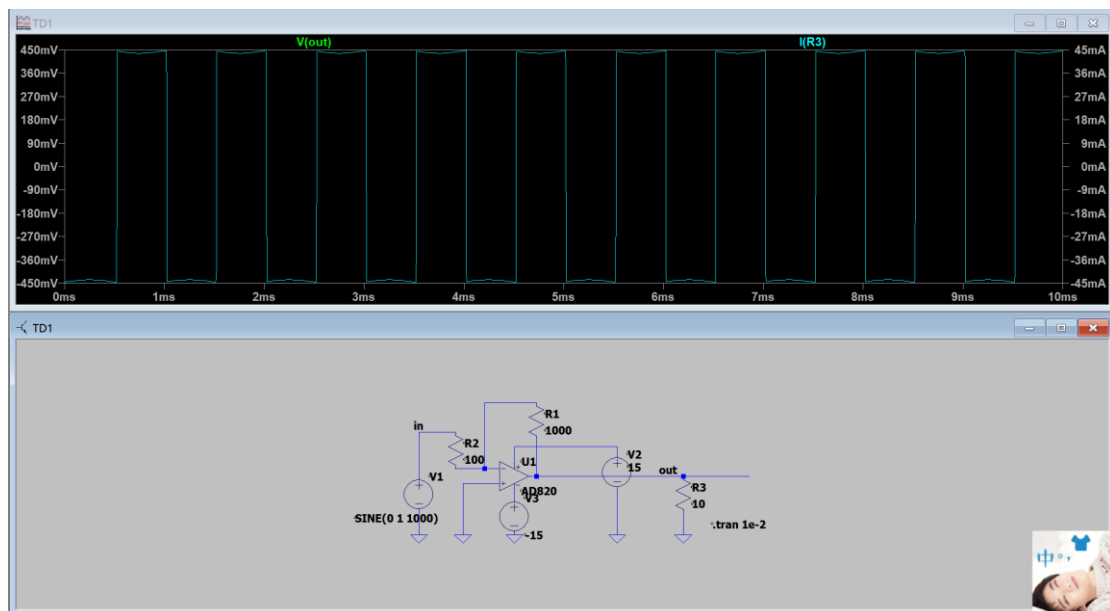 TD1
V(out) I(R3)
450mV 45mA
360mV 36mA
270mV 27mA
180mV 18mA
90mV 9mA
0mV 0mA
-90mV -9mA
-180mV -18mA
-270mV -27mA
-360mV -36mA
-450mV -45mA
0ms 1ms 2ms 3ms 4ms 5ms 6ms 7ms 8ms 9ms 10ms
TD1
in
R1
1000
R2
100
U1
AD820
V1
SINE(0 1 1000)
V2
15
V3
-15
out
R3
10
.tran 1e-2
中